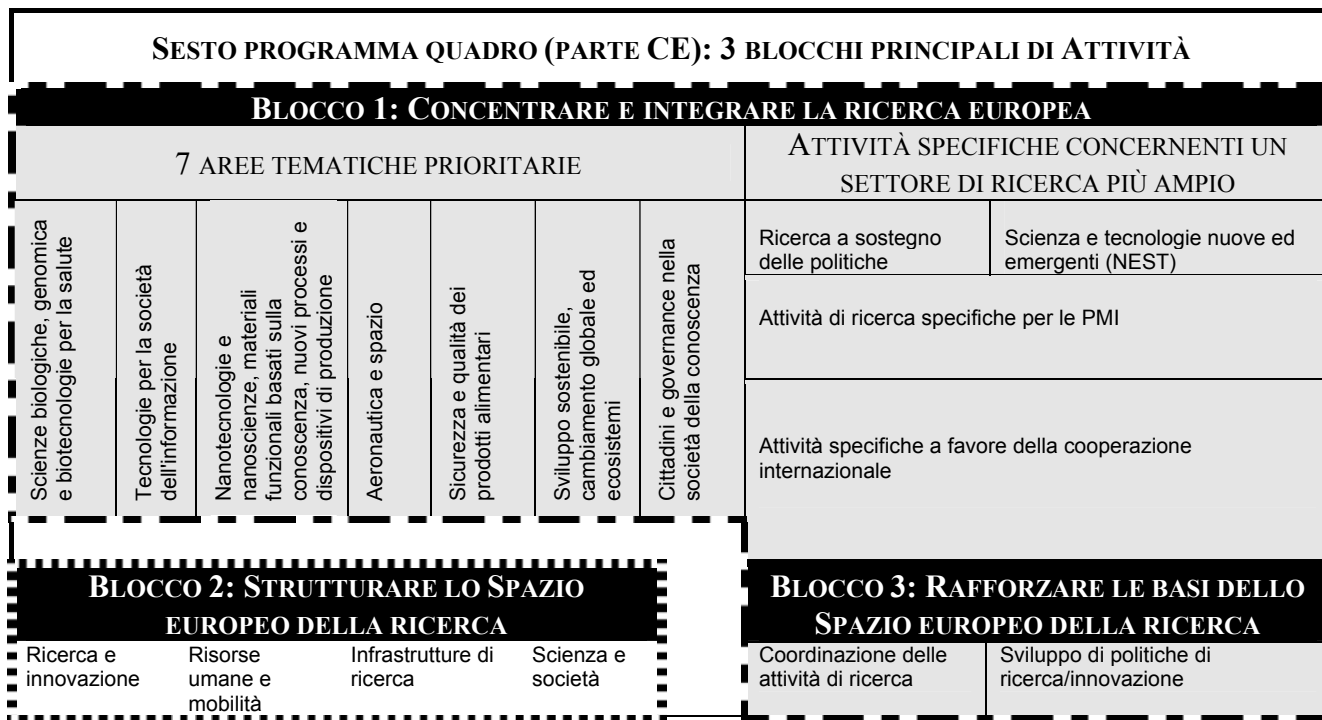 SESTO PROGRAMMA QUADRO (PARTE CE): 3 BLOCCHI PRINCIPALI DI ATTIVITÀ
BLOCCO 1: CONCENTRARE E INTEGRARE LA RICERCA EUROPEA
7 AREE TEMATICHE PRIORITARIE
ATTIVITÀ SPECIFICHE CONCERNENTI UN
SETTORE DI RICERCA PIÙ AMPIO
Scienze biologiche, genomica
e biotecnologie per la salute
Tecnologie per la società
dell'informazione
Nanotecnologie e
nanoscienze, materiali
funzionali basati sulla
conoscenza, nuovi processi e
dispositivi di produzione
Aeronautica e spazio
Sicurezza e qualità dei
prodotti alimentari
Sviluppo sostenibile,
cambiamento globale ed
ecosistemi
Cittadini e governance nella
società della conoscenza
Ricerca a sostegno
delle politiche
Scienza e tecnologie nuove ed
emergenti (NEST)
Attività di ricerca specifiche per le PMI
Attività specifiche a favore della cooperazione
internazionale
BLOCCO 2: STRUTTURARE LO SPAZIO
EUROPEO DELLA RICERCA
Ricerca e
innovazione
Risorse
umane e
mobilità
Infrastrutture di
ricerca
Scienza e
società
BLOCCO 3: RAFFORZARE LE BASI DELLO
SPAZIO EUROPEO DELLA RICERCA
Coordinazione delle
attività di ricerca
Sviluppo di politiche di
ricerca/innovazione